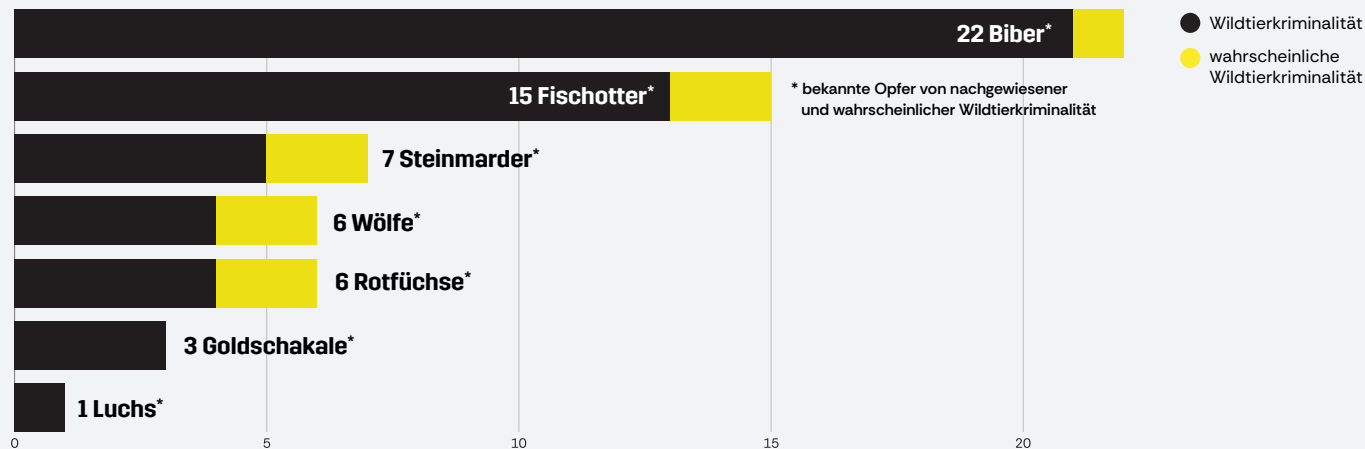 22 Biber*
15 Fischotter*
* bekannte Opfer von nachgewiesener
und wahrscheinlicher Wildtierkriminalität
7 Steinmarder*
6 Wölfe*
6 Rotfüchse*
3 Goldschakale*
1 Luchs*
0 5 10 15 20
Wildtierkriminalität
wahrscheinliche
Wildtierkriminalität